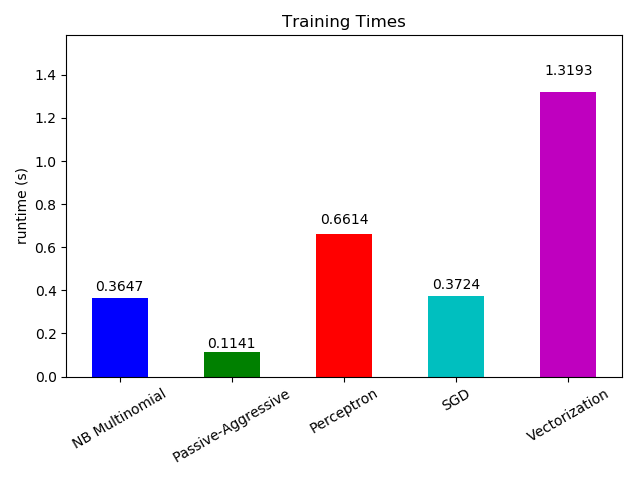 Training Times
runtime (s)
1.4
1.2
1.0
0.8
0.6
0.4
0.2
0.0
0.3647
0.1141
0.6614
0.3724
1.3193
NB Multinomial
Passive-Aggressive
Perceptron
SGD
Vectorization